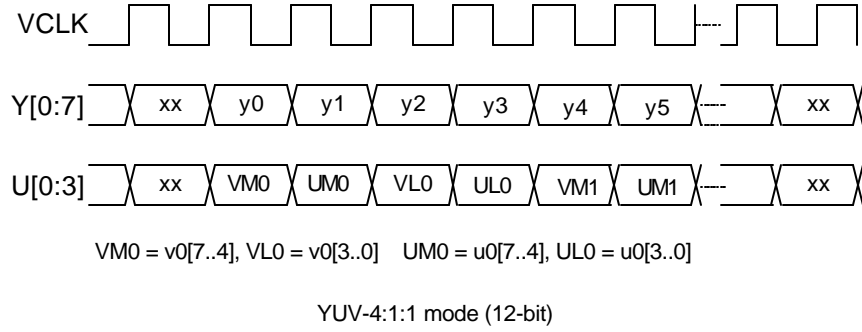 VCLK
Y[0:7] xx y0 y1 y2 y3 y4 y5 xx
U[0:3] xx VM0 UM0 VL0 UL0 VM1 UM1 xx
VM0 = v0[7..4], VL0 = v0[3..0] UM0 = u0[7..4], UL0 = u0[3..0]
YUV-4:1:1 mode (12-bit)